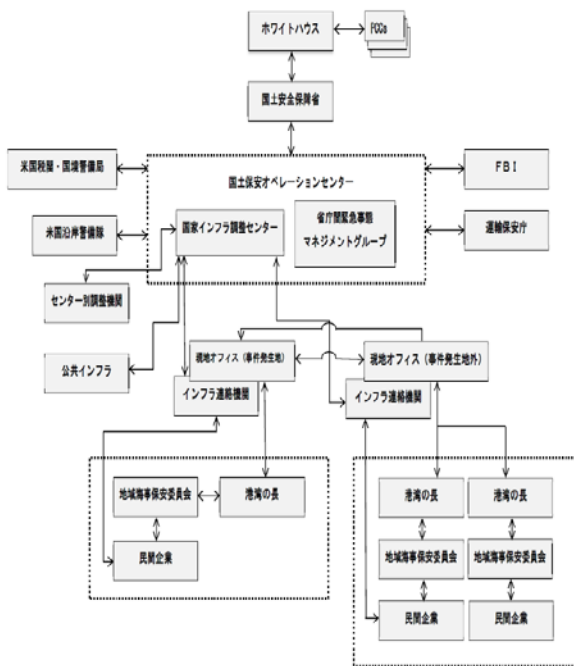 ホワイトハウス
PCCs
国土安全保障省
米国税関・国境警備局
国土保安オペレーションセンター
FBI
米国沿岸警備隊
国家インフラ調整センター
省庁間緊急事態
マネジメントグループ
運輸保安庁
センター別調整機関
公共インフラ
現地オフィス（事件発生地）
インフラ連絡機関
現地オフィス（事件発生地外）
インフラ連絡機関
地域海事保安委員会
港湾の長
民間企業
港湾の長
港湾の長
地域海事保安委員会
地域海事保安委員会
民間企業
民間企業